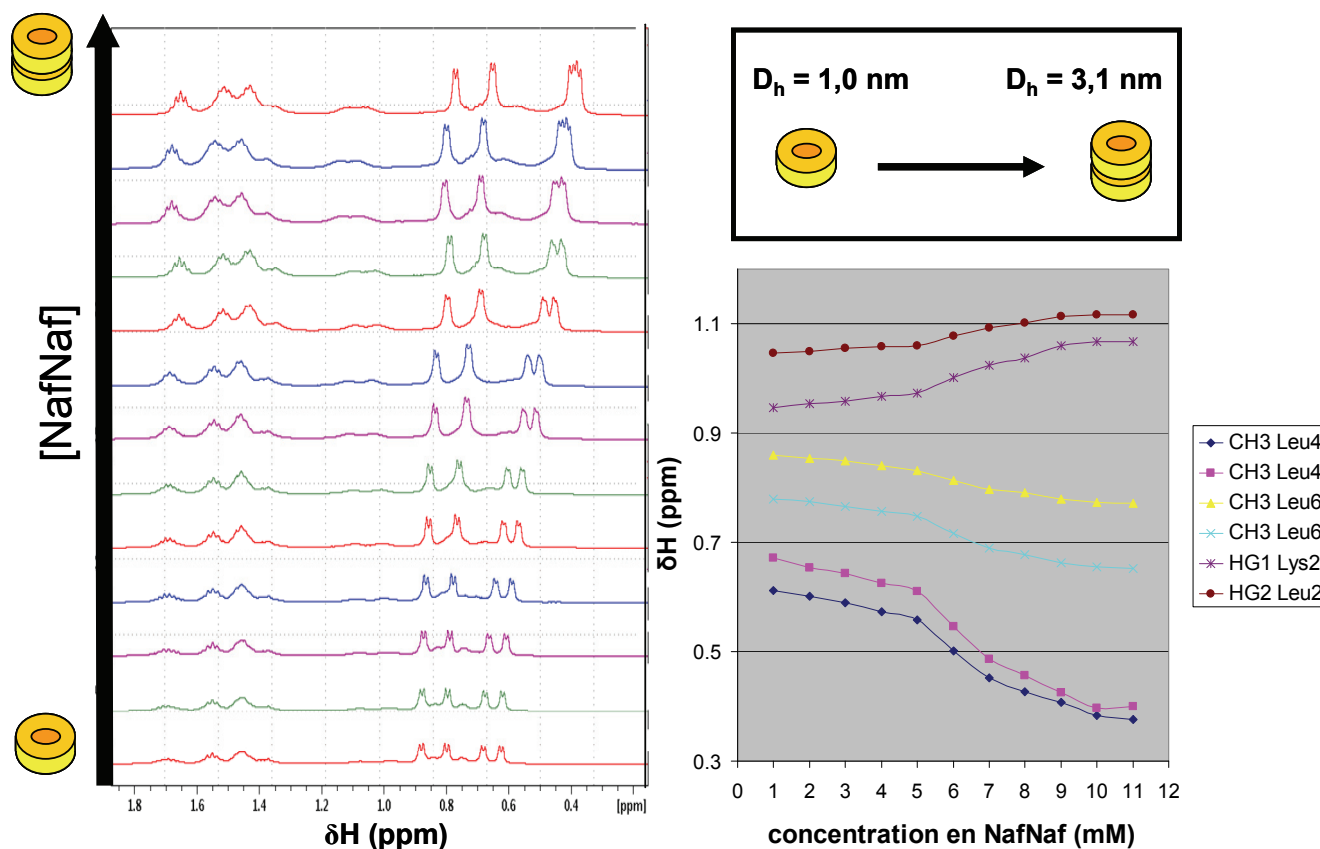 [NafNaf]
1.8 1.6 1.4 1.2 1.0 0.8 0.6 0.4 [ppm]
δH (ppm)
Dh = 1,0 nm Dh = 3,1 nm
1.1
0.9
0.7
0.5
0.3
δH (ppm)
0 1 2 3 4 5 6 7 8 9 10 11 12
concentration en NafNaf (mM)
CH3 Leu4
CH3 Leu4
CH3 Leu6
CH3 Leu6
HG1 Lys2
HG2 Leu2